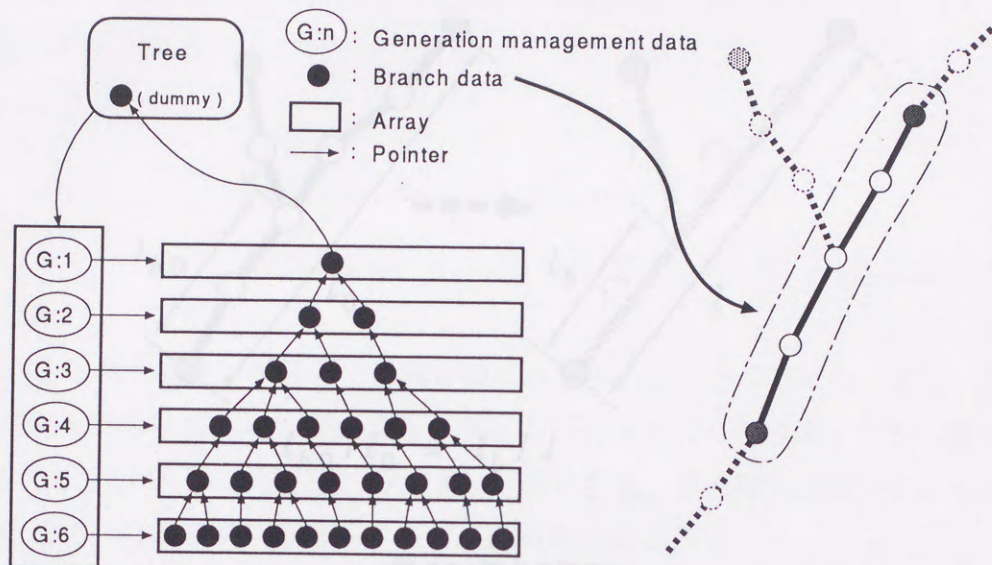 Tree
( dummy )
G:n : Generation management data
: Branch data
: Array
: Pointer
G:1
G:2
G:3
G:4
G:5
G:6